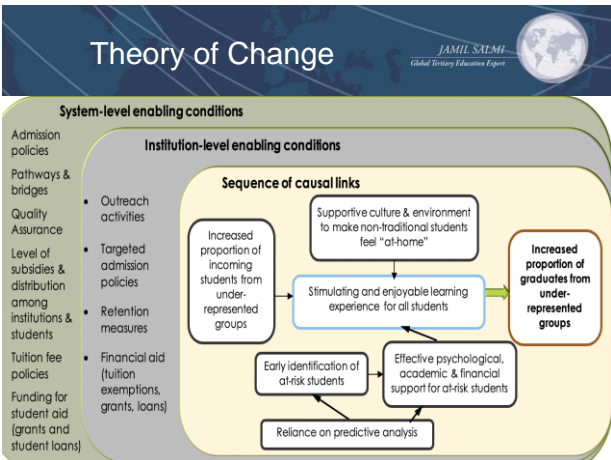 Theory of Change
JAMIL SALMI
Global Tertiary Education Expert
System-level enabling conditions
Admission
policies
Pathways &
bridges
Quality
Assurance
Level of
subsidies &
distribution
among
institutions &
students
Tuition fee
policies
Funding for
student aid
(grants and
student loans)
Institution-level enabling conditions
• Outreach
activities
• Targeted
admission
policies
• Retention
measures
• Financial aid
(tuition
exemptions,
grants, loans)
Sequence of causal links
Increased
proportion of
incoming
students from
under-
represented
groups
Supportive culture & environment
to make non-traditional students
feel “at-home”
Stimulating and enjoyable learning
experience for all students
Increased
proportion of
graduates from
under-
represented
groups
Early identification of
at-risk students
Effective psychological,
academic & financial
support for at-risk students
Reliance on predictive analysis